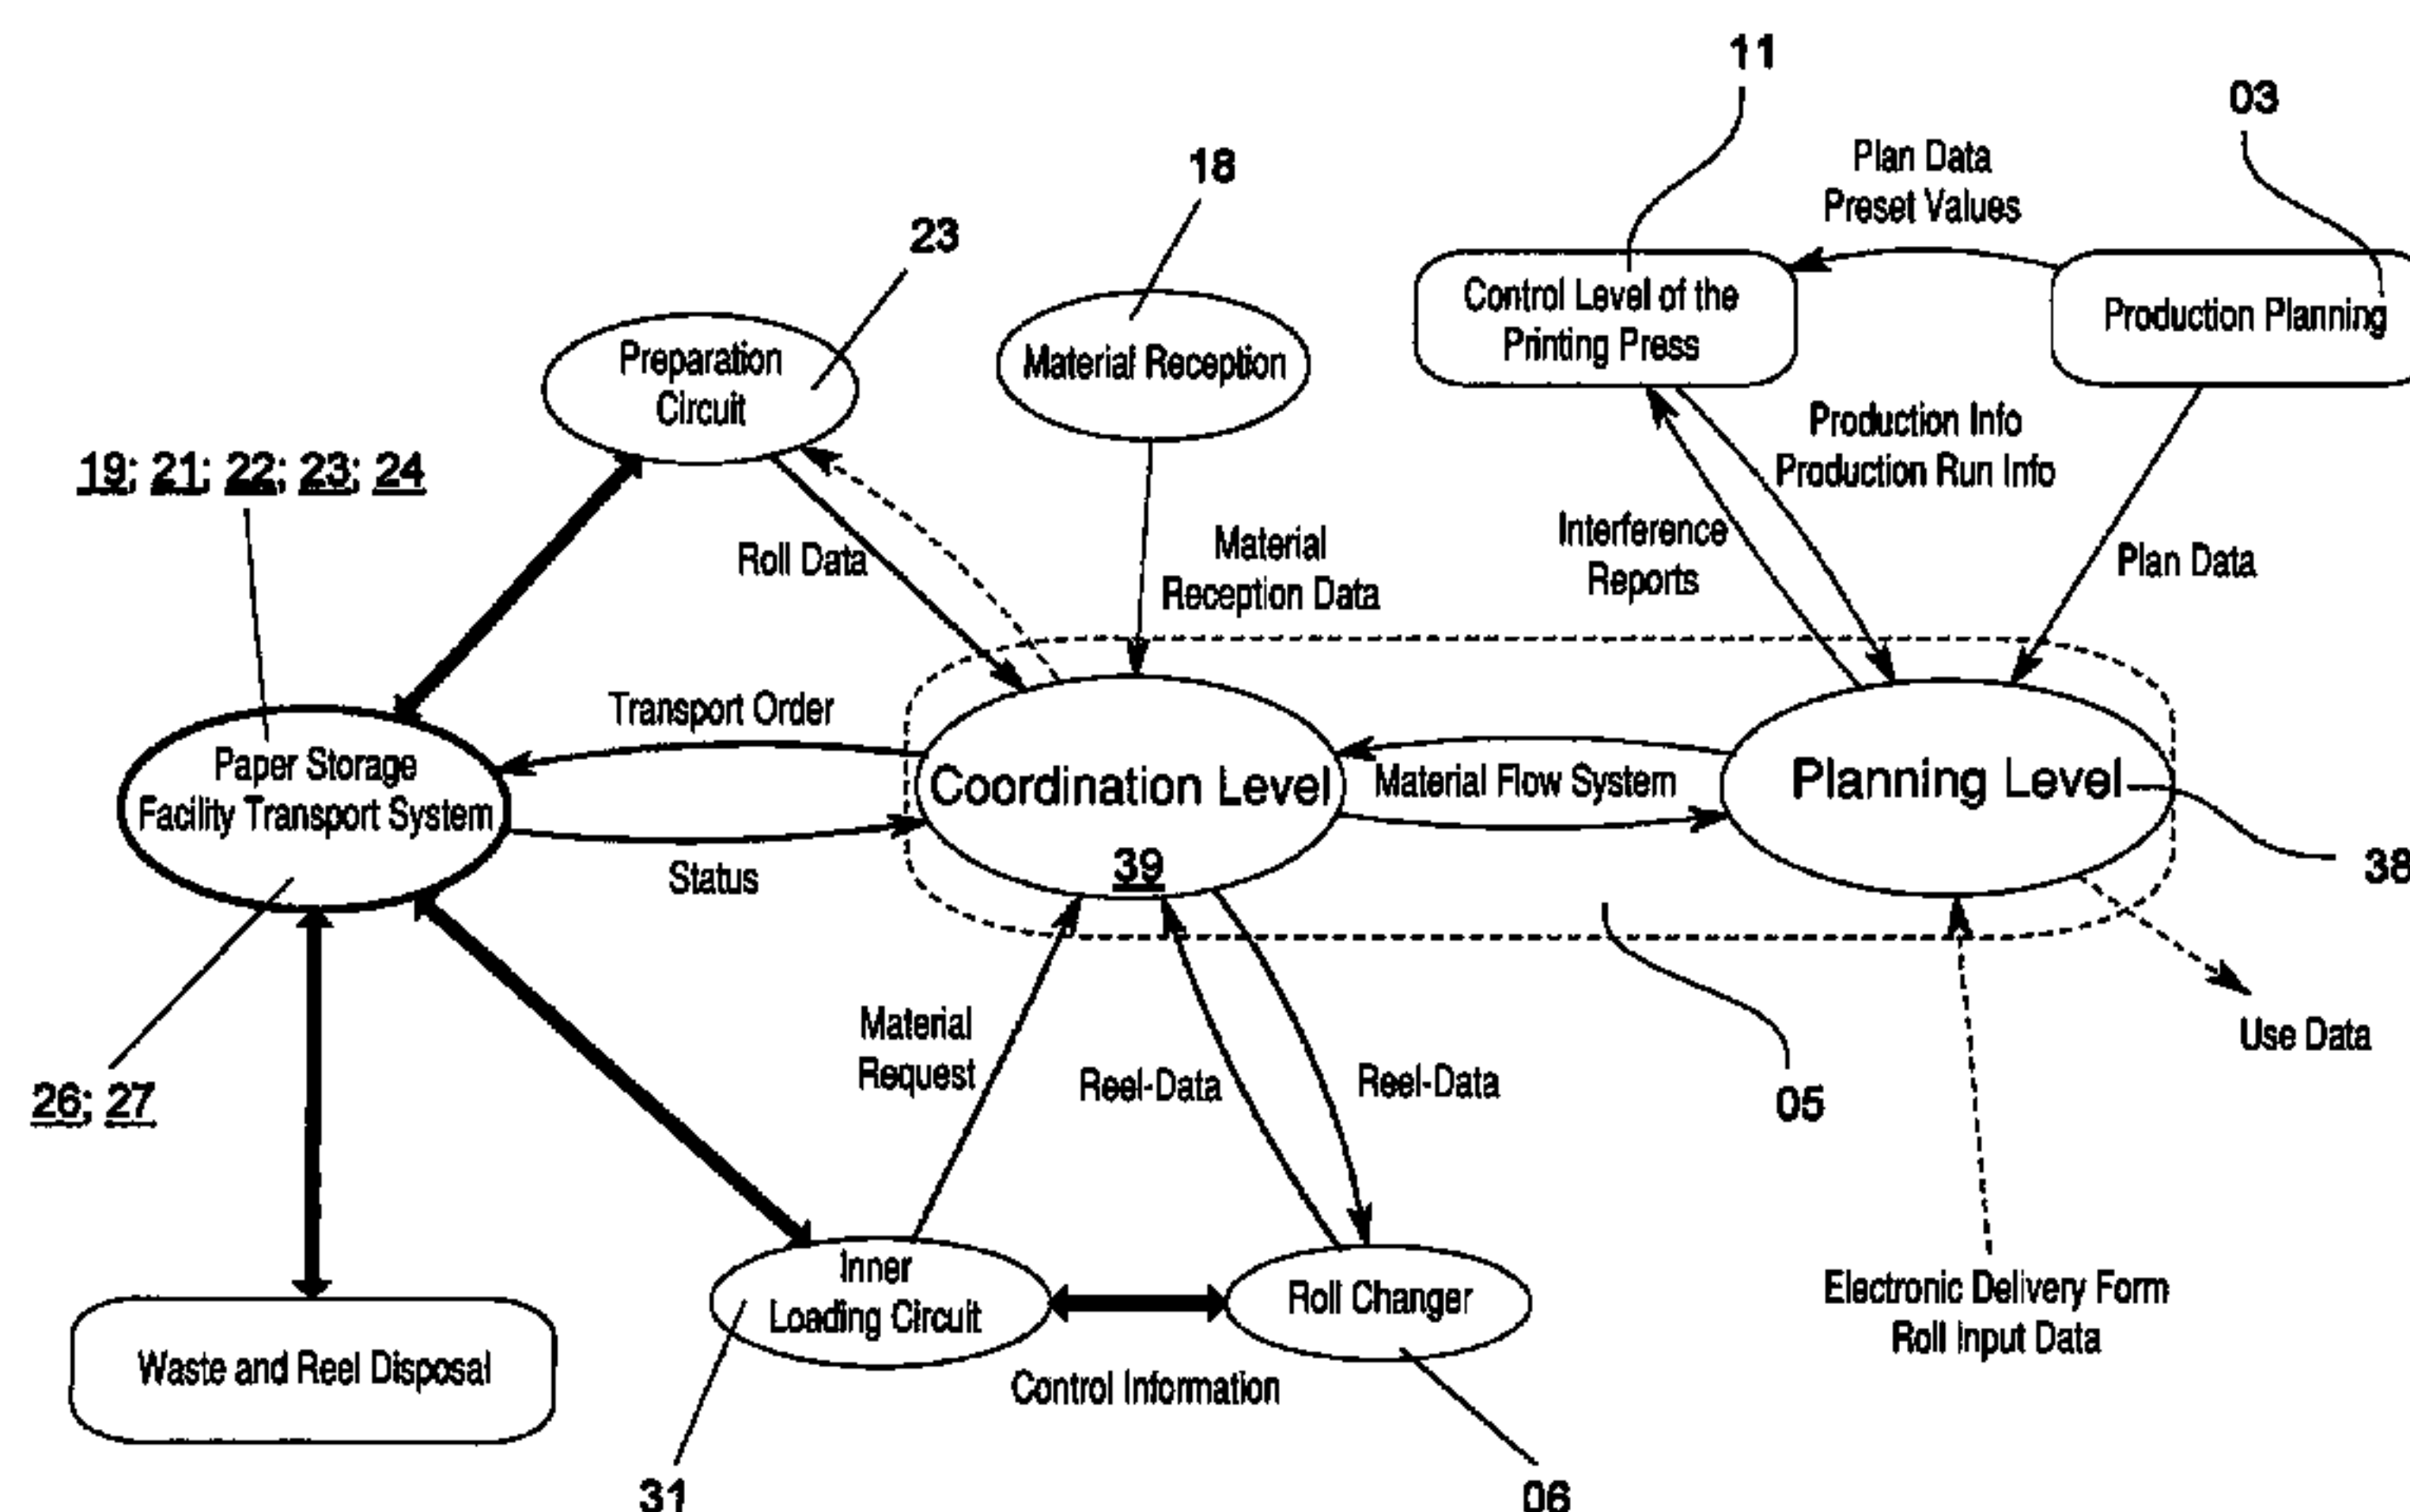 11
03
Plan Data
Preset Values
18
23
Control Level of the
Printing Press
Production Planning
Preparation
Circuit
Material Reception
Production Info
Production Run Info
19; 21; 22; 23; 24
Roll Data
Material
Reception Data
Interference
Reports
Plan Data
Transport Order
Paper Storage
Facility Transport System
Coordination Level
Material Flow System
Planning Level
39
38
Status
Material
Request
Reel-Data
Reel-Data
Use Data
26; 27
05
Inner
Loading Circuit
Roll Changer
Electronic Delivery Form
Roll Input Data
Waste and Reel Disposal
Control Information
31
06